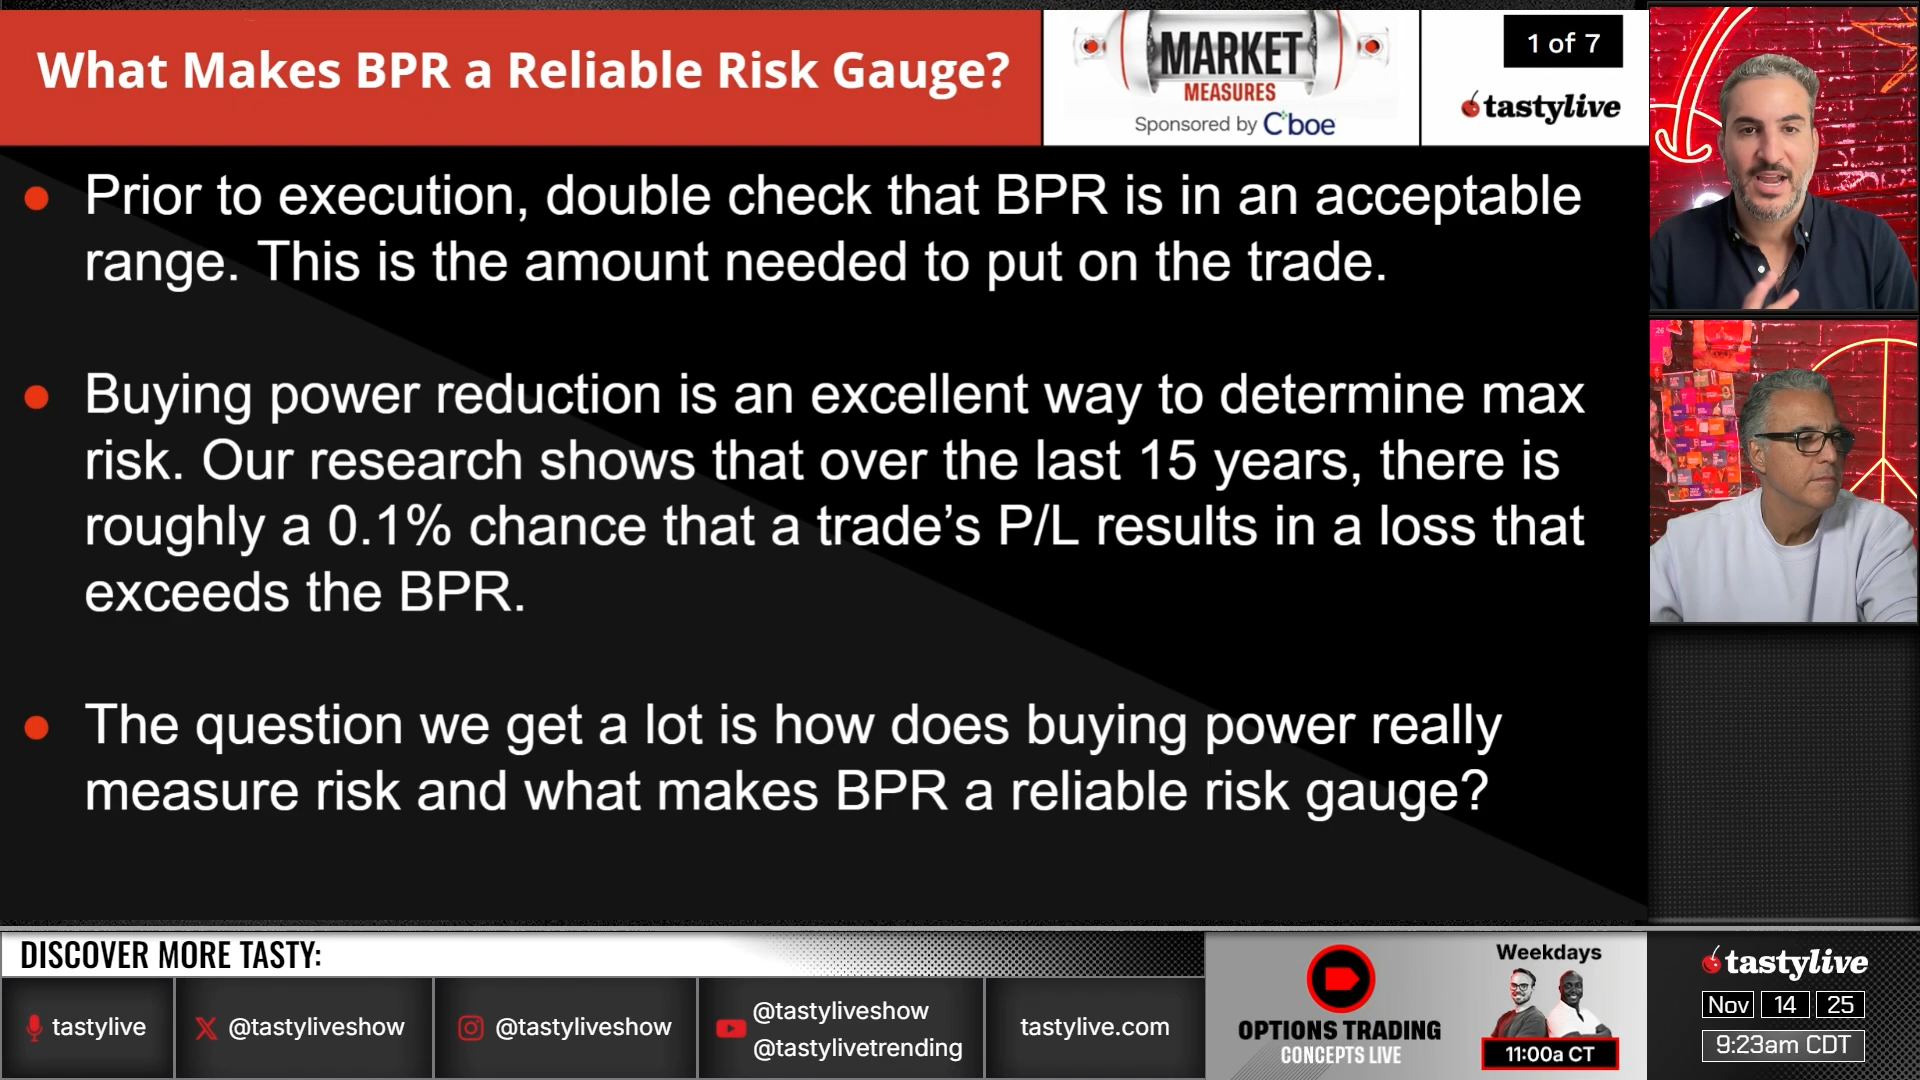 What Makes BPR a Reliable Risk Gauge?
MARKET
MEASURES
Sponsored by Cboe
1 of 7
tastylive
Prior to execution, double check that BPR is in an acceptable
range. This is the amount needed to put on the trade.
Buying power reduction is an excellent way to determine max
risk. Our research shows that over the last 15 years, there is
roughly a 0.1% chance that a trade’s P/L results in a loss that
exceeds the BPR.
The question we get a lot is how does buying power really
measure risk and what makes BPR a reliable risk gauge?
DISCOVER MORE TASTY:
tastylive
@tastyliveshow
@tastyliveshow
@tastyliveshow
@tastylivetrending
tastylive.com
OPTIONS TRADING
CONCEPTS LIVE
Weekdays
11:00a CT
tastylive
Nov 14 25
9:23am CDT